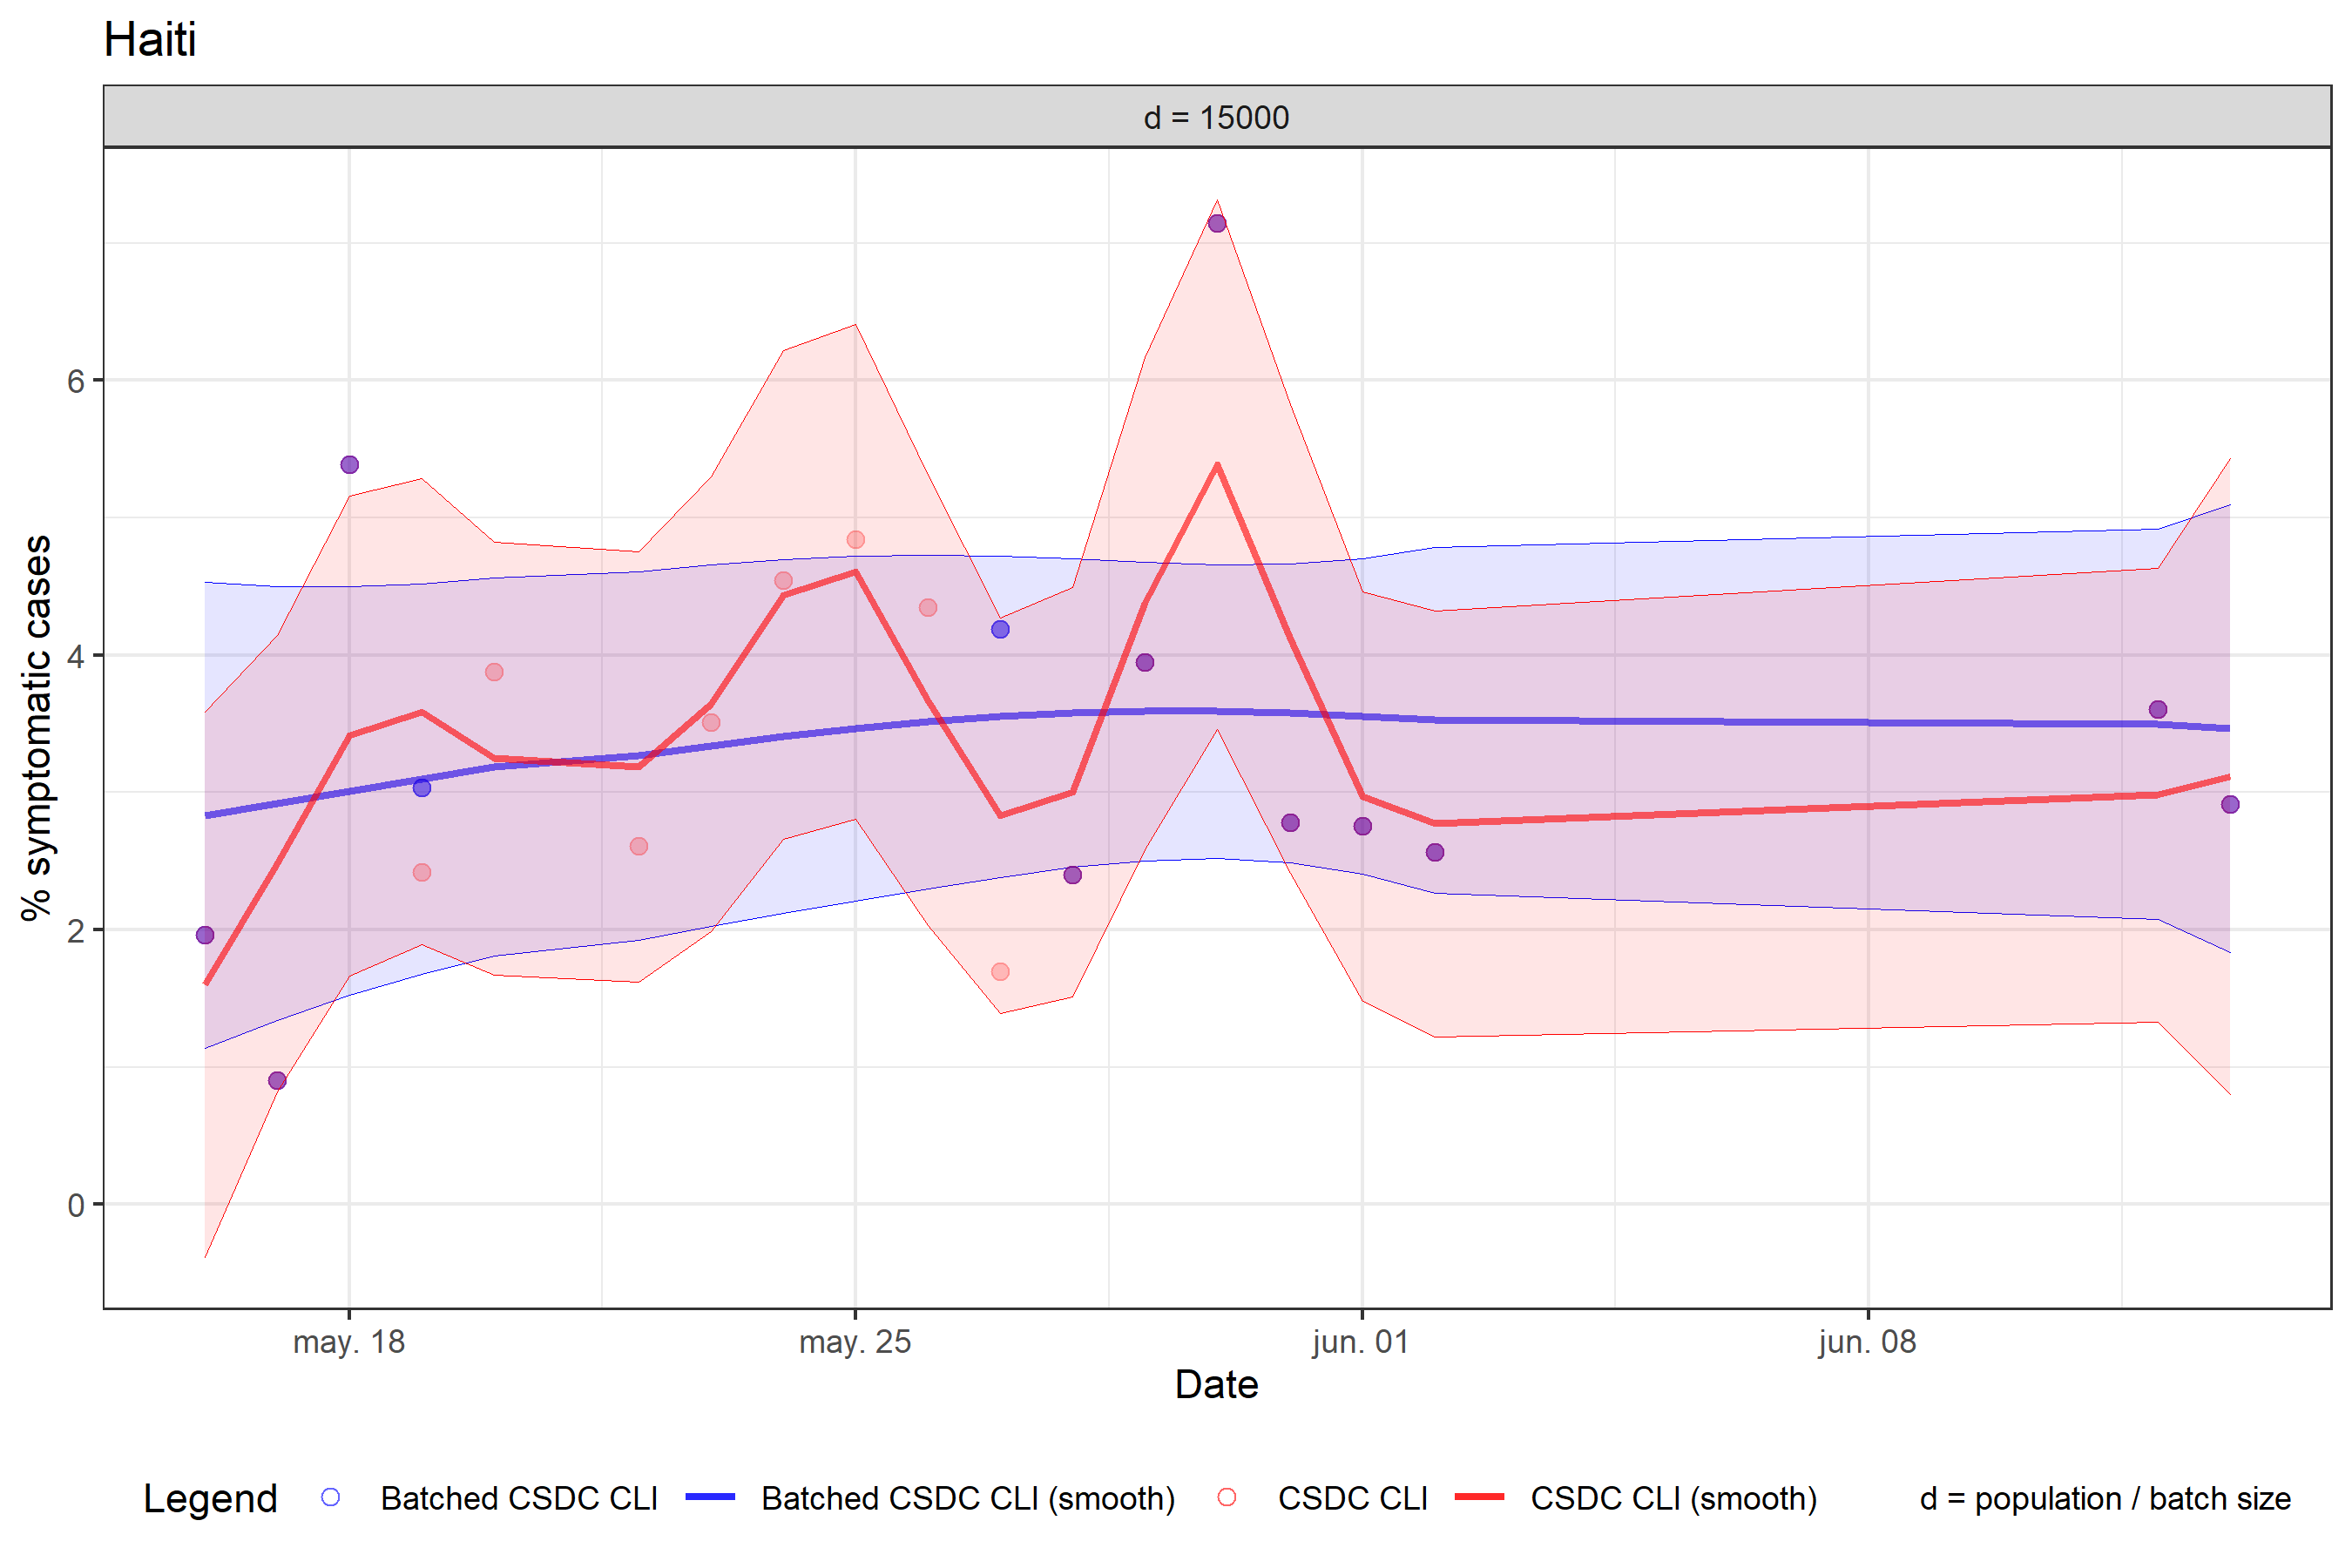 Haiti
d = 15000
% symptomatic cases
6
4
2
0
may. 18
may. 25
jun. 01
jun. 08
Date
Legend Batched CSDC CLI Batched CSDC CLI (smooth) CSDC CLI CSDC CLI (smooth) d = population / batch size